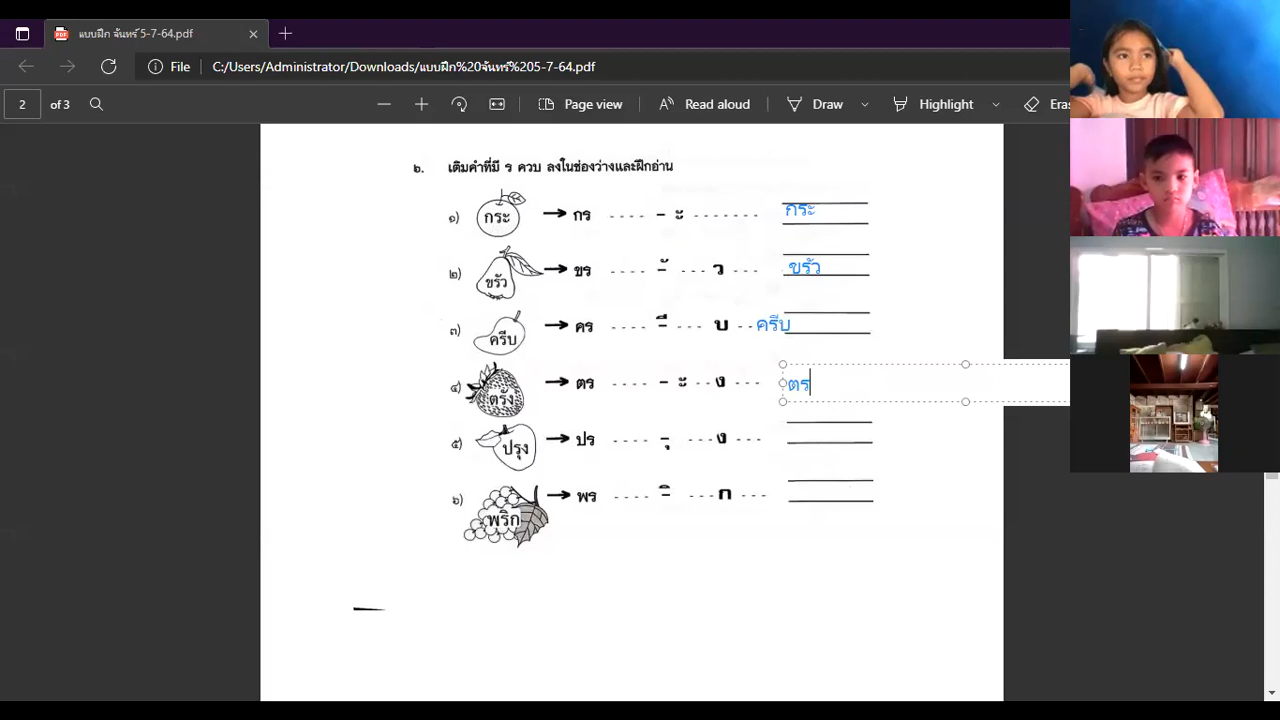 แบบฝึก จันทร์ 5-7-64.pdf
File C:/Users/Administrator/Downloads/แบบฝึก%20จันทร์%205-7-64.pdf
2 of 3 Page view Read aloud Draw Highlight Eras
๖. เติมคำที่มี ร ควบ ลงในช่องว่างและฝึกอ่าน
๑) กระ → กร .... - ะ ....... กระ
๒) ขรัว → ขร .... -ั ... ว ... ขรัว
๓) ครีบ → คร .... -ี ... บ .. ครีบ
๔) ตรัง → ตร .... - ะ .. ง ... ตร
๕) ปรุง → ปร .... -ุ ... ง ...
๖) พริก → พร .... -ิ ... ก ...